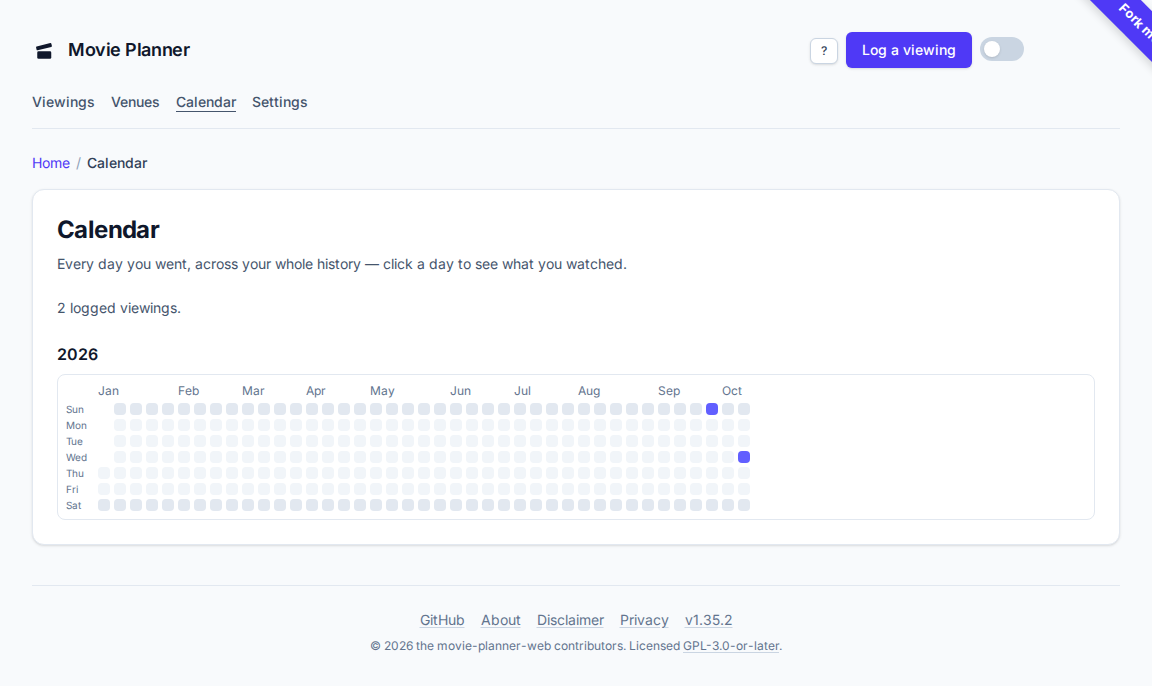 Movie Planner
?
Log a viewing
Fork m
Viewings Venues Calendar Settings
Home / Calendar
Calendar
Every day you went, across your whole history — click a day to see what you watched.
2 logged viewings.
2026
Jan Feb Mar Apr May Jun Jul Aug Sep Oct
Sun
Mon
Tue
Wed
Thu
Fri
Sat
GitHub About Disclaimer Privacy v1.35.2
© 2026 the movie-planner-web contributors. Licensed GPL-3.0-or-later.